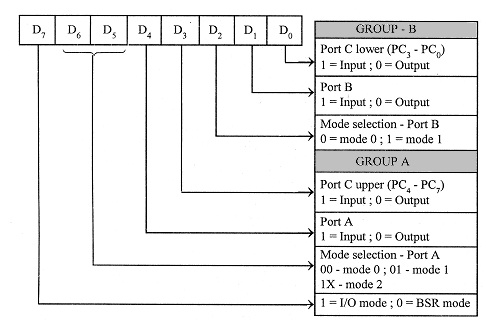 D7 D6 D5 D4 D3 D2 D1 D0
GROUP - B
Port C lower (PC3 - PC0)
1 = Input ; 0 = Output
Port B
1 = Input ; 0 = Output
Mode selection - Port B
0 = mode 0 ; 1 = mode 1
GROUP A
Port C upper (PC4 - PC7)
1 = Input ; 0 = Output
Port A
1 = Input ; 0 = Output
Mode selection - Port A
00 - mode 0 ; 01 - mode 1
1X - mode 2
1 = I/O mode ; 0 = BSR mode